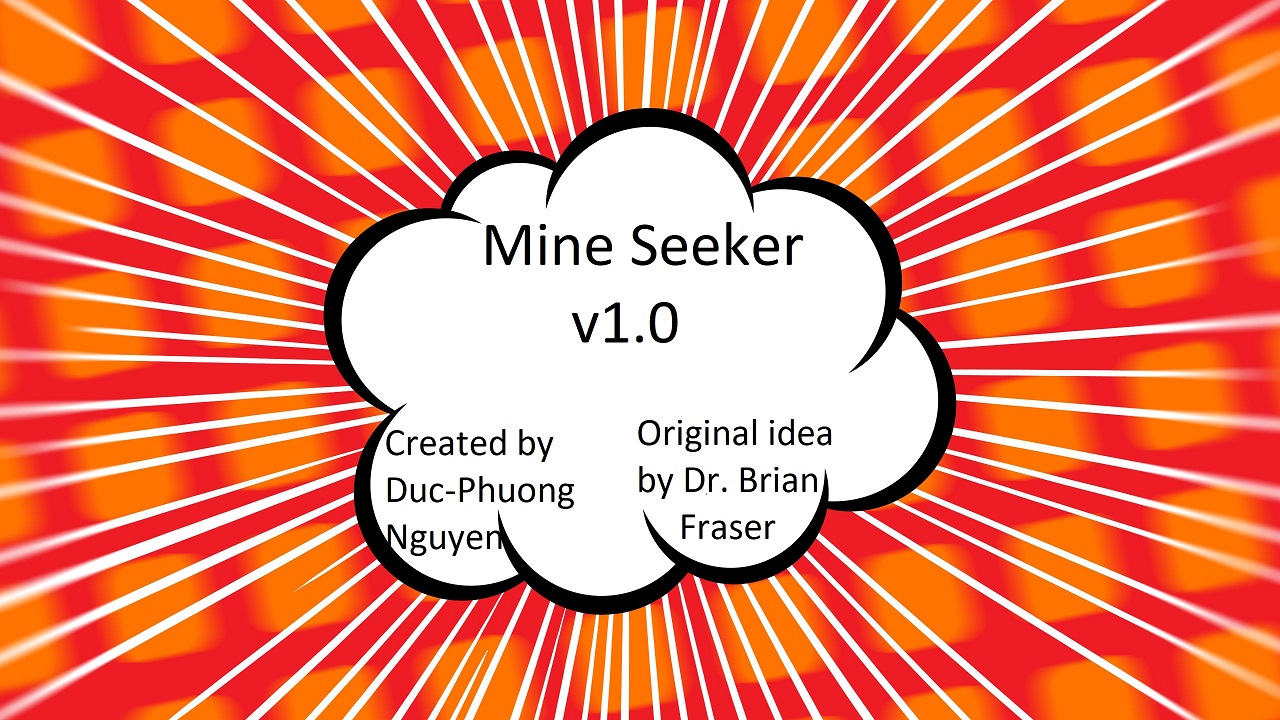 Mine Seeker
v1.0
Created by
Duc-Phuong
Nguyen
Original idea
by Dr. Brian
Fraser